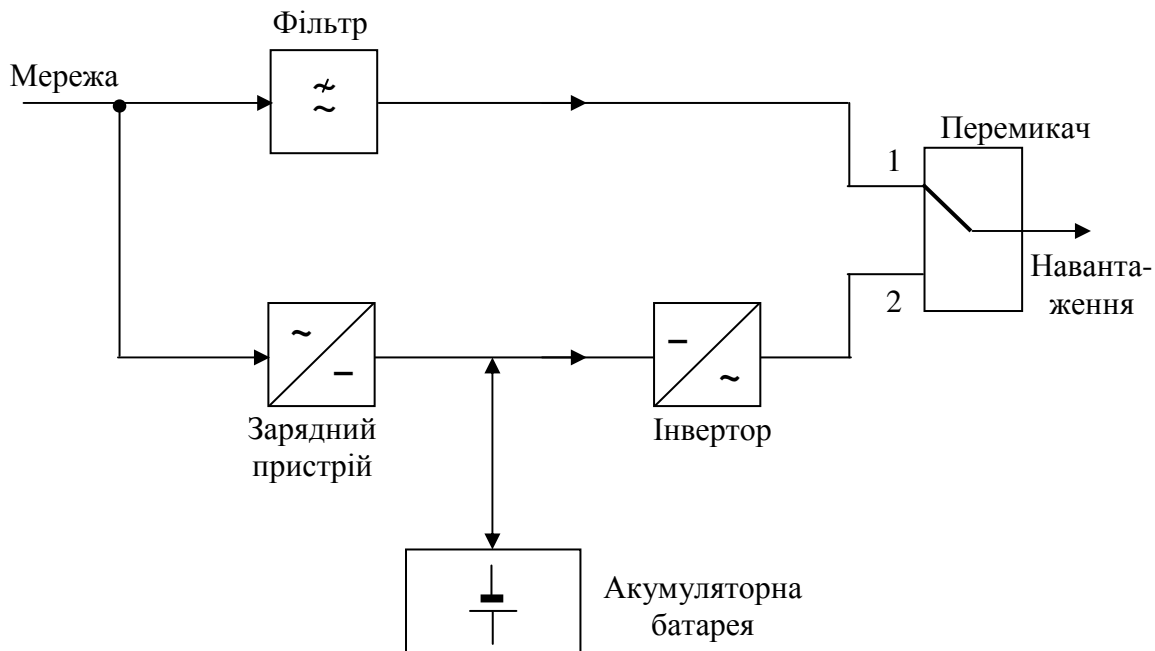 Фільтр
Мережа
Перемикач
1
Наванта-
ження
2
Зарядний
пристрій
Інвертор
Акумуляторна
батарея